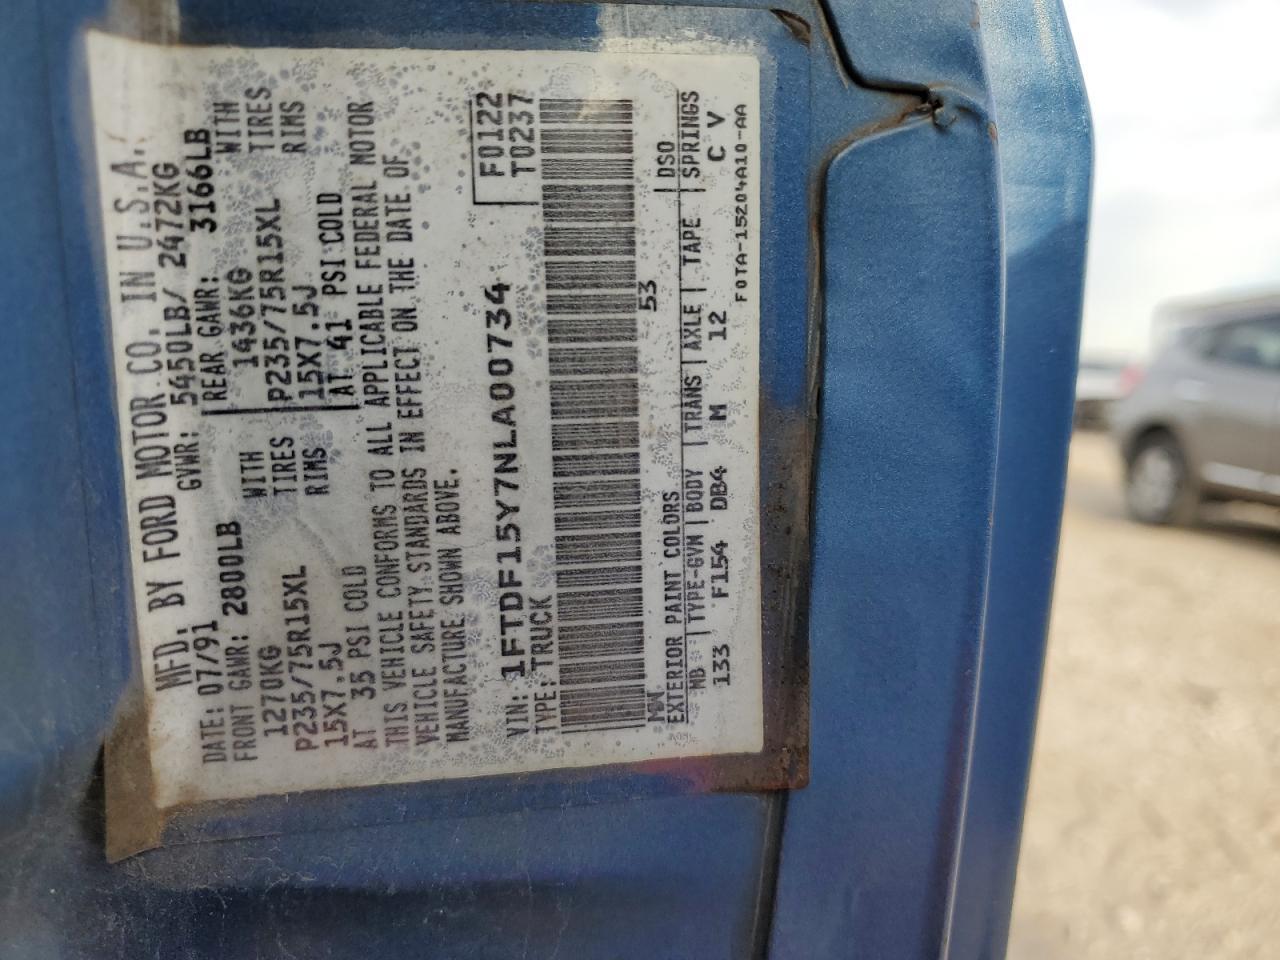 MFD. BY FORD MOTOR CO. IN U.S.A.
DATE: 07/91 GVWR: 5450LB/ 2472KG
FRONT GAWR: 2800LB REAR GAWR: 3166LB
1270KG WITH 1436KG WITH
P235/75R15XL TIRES P235/75R15XL TIRES
15X7.5J RIMS 15X7.5J RIMS
AT 35 PSI COLD AT 41 PSI COLD
THIS VEHICLE CONFORMS TO ALL APPLICABLE FEDERAL MOTOR
VEHICLE SAFETY STANDARDS IN EFFECT ON THE DATE OF
MANUFACTURE SHOWN ABOVE.
VIN: 1FTDF15Y7NLA00734 F0122
TYPE: TRUCK T0237
MW 53
EXTERIOR PAINT COLORS DSO
WB TYPE-GVW BODY TRANS AXLE TAPE SPRINGS
133 F154 DB4 M 12 C V
F0TA-15204A10-AA